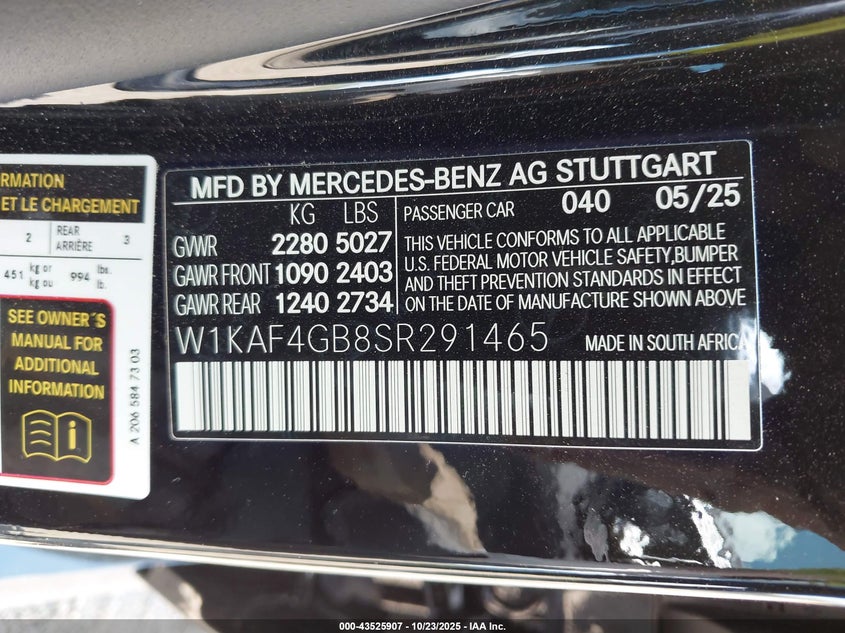 RMATION
ET LE CHARGEMENT
2 REAR ARRIÈRE 3
451 kg or kg ou 994 lbs. lb.
SEE OWNER´S
MANUAL FOR
ADDITIONAL
INFORMATION
A 206 584 73 03
MFD BY MERCEDES-BENZ AG STUTTGART
KG LBS
GVWR 2280 5027
GAWR FRONT 1090 2403
GAWR REAR 1240 2734
PASSENGER CAR 040 05/25
THIS VEHICLE CONFORMS TO ALL APPLICABLE
U.S. FEDERAL MOTOR VEHICLE SAFETY,BUMPER
AND THEFT PREVENTION STANDARDS IN EFFECT
ON THE DATE OF MANUFACTURE SHOWN ABOVE
W1KAF4GB8SR291465 MADE IN SOUTH AFRICA
000-43525907 - 10/23/2025 - IAA Inc.